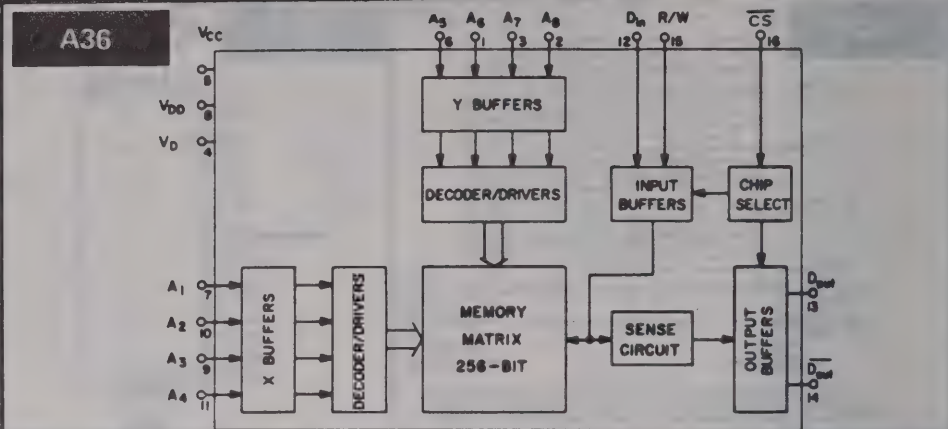 A36
VCC
A5 A6 A7 A8 Din R/W CS
6 1 3 2 12 15 16
8
VDD
8
VD
4
Y BUFFERS
DECODER/DRIVERS
INPUT BUFFERS
CHIP SELECT
A1
7
A2
10
A3
9
A4
11
X BUFFERS
DECODER/DRIVERS
MEMORY MATRIX 256-BIT
SENSE CIRCUIT
OUTPUT BUFFERS
Dout
13
Dout
14